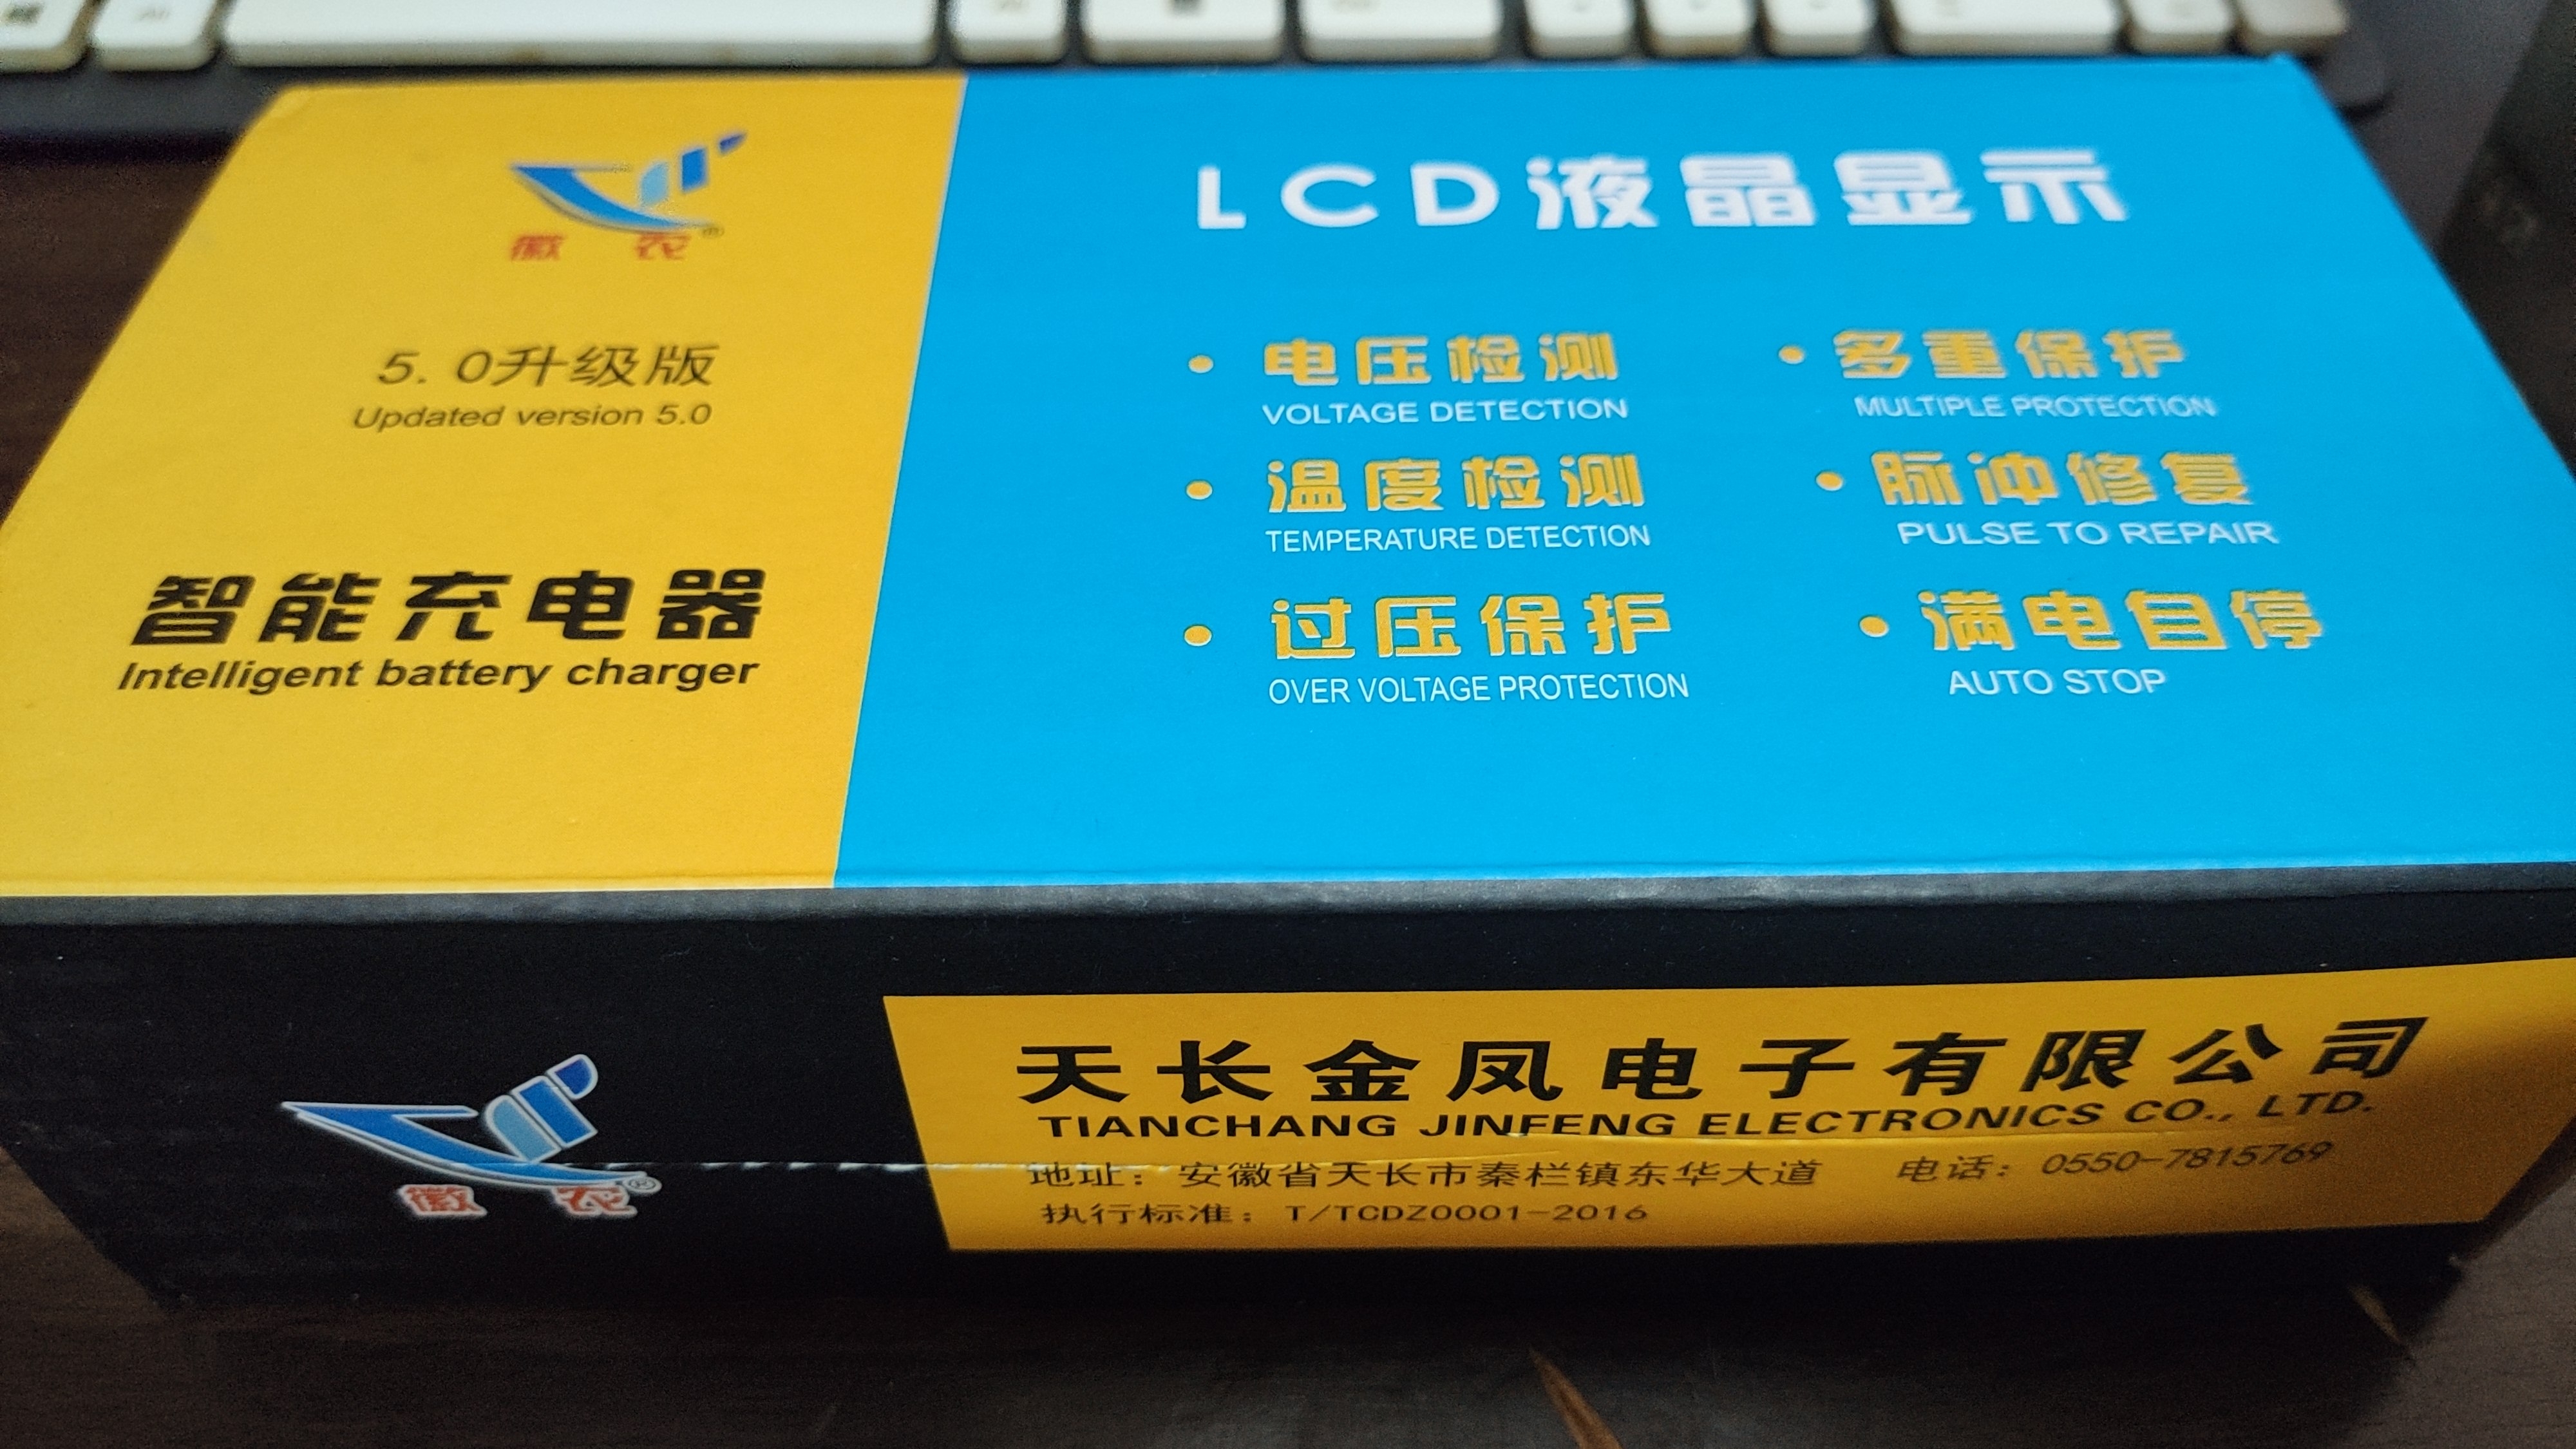 徽 农®
5.0升级版
Updated version 5.0
智能充电器
Intelligent battery charger
LCD液晶显示
• 电压检测
VOLTAGE DETECTION
• 多重保护
MULTIPLE PROTECTION
• 温度检测
TEMPERATURE DETECTION
• 脉冲修复
PULSE TO REPAIR
• 过压保护
OVER VOLTAGE PROTECTION
• 满电自停
AUTO STOP
徽 农®
天长金凤电子有限公司
TIANCHANG JINFENG ELECTRONICS CO., LTD.
地址：安徽省天长市秦栏镇东华大道 电话：0550-7815769
执行标准：T/TCDZ0001-2016